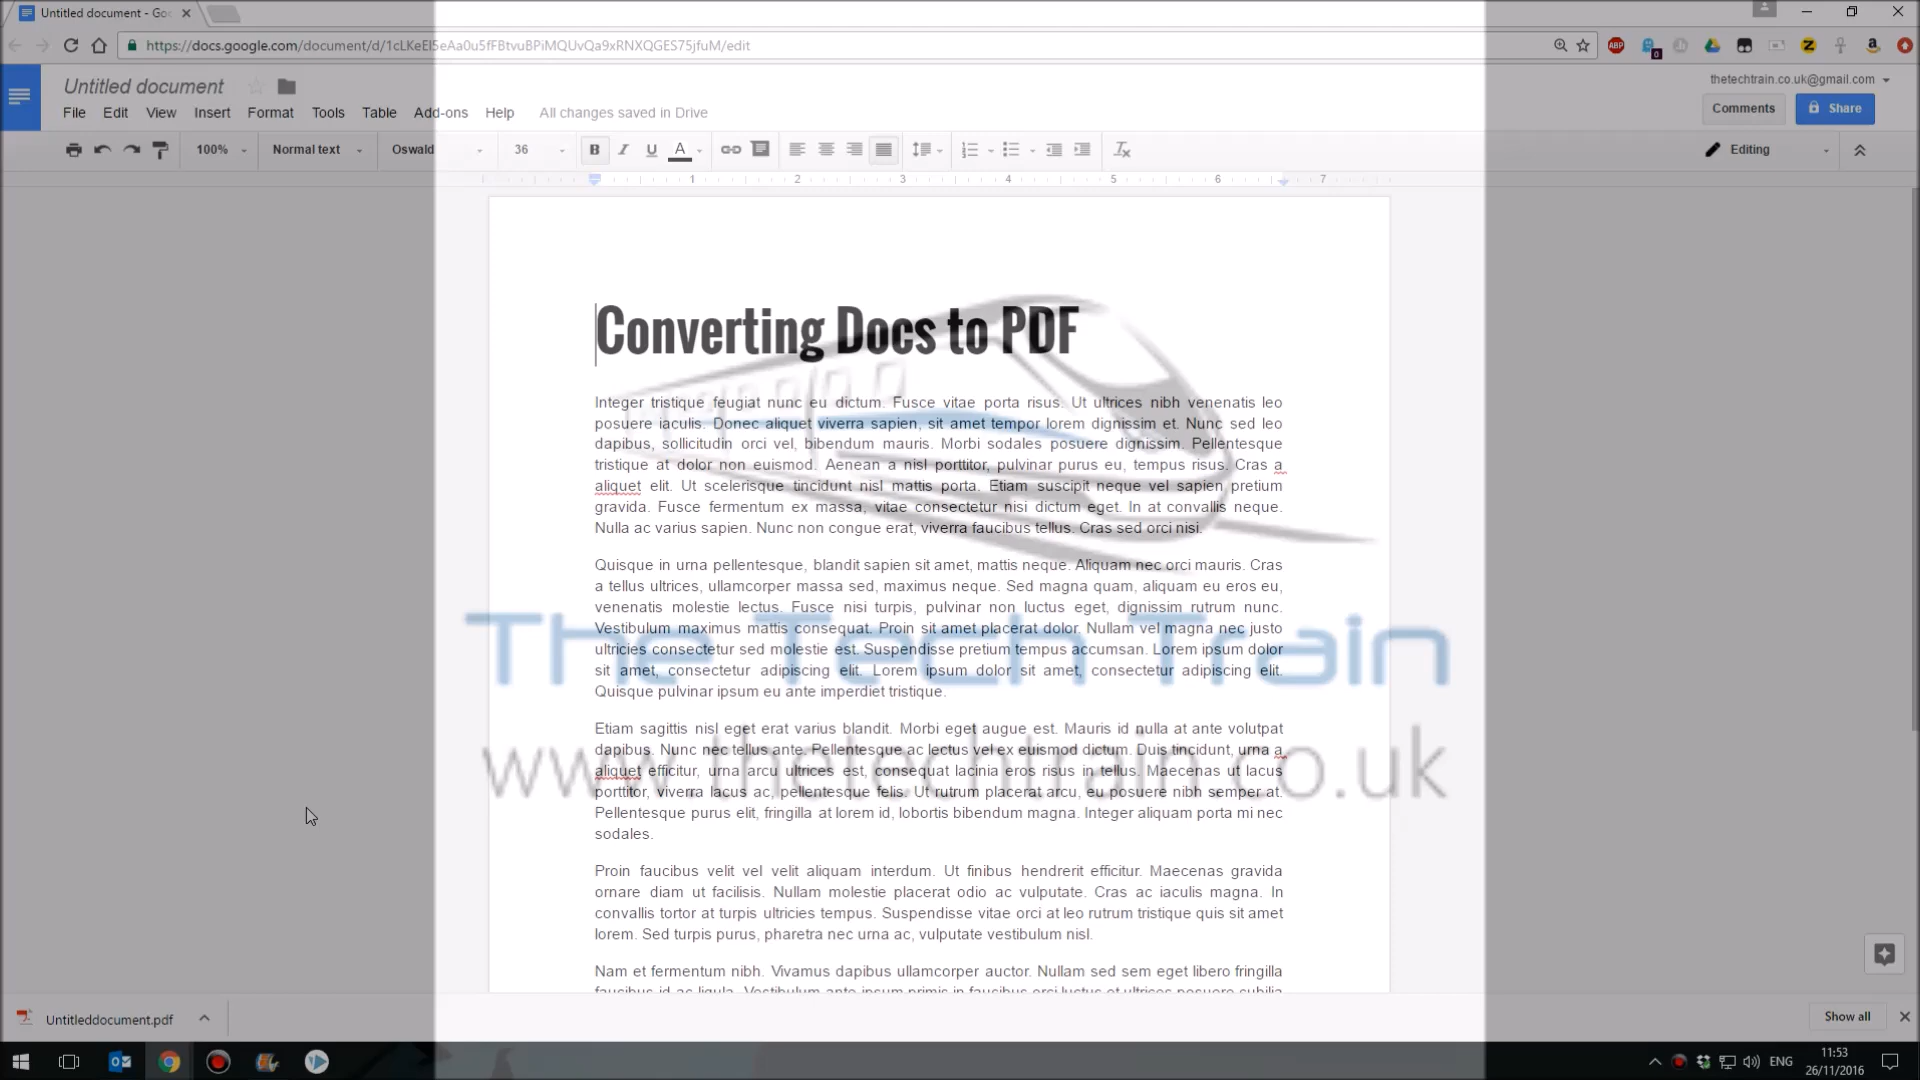 Untitled document - Goo
https://docs.google.com/document/d/1cLKeEl5eAa0u5fFBtvuBPiMQUvQa9xRNXQGES75jfuM/edit
ABP
0
Untitled document
thetechtrain.co.uk@gmail.com
File Edit View Insert Format Tools Table Add-ons Help All changes saved in Drive
Comments Share
100% Normal text Oswald 36 B I U A Editing
1 2 3 4 5 6 7
Converting Docs to PDF
Integer tristique feugiat nunc eu dictum. Fusce vitae porta risus. Ut ultrices nibh venenatis leo
posuere iaculis. Donec aliquet viverra sapien, sit amet tempor lorem dignissim et. Nunc sed leo
dapibus, sollicitudin orci vel, bibendum mauris. Morbi sodales posuere dignissim. Pellentesque
tristique at dolor non euismod. Aenean a nisl porttitor, pulvinar purus eu, tempus risus. Cras a
aliquet elit. Ut scelerisque tincidunt nisl mattis porta. Etiam suscipit neque vel sapien pretium
gravida. Fusce fermentum ex massa, vitae consectetur nisi dictum eget. In at convallis neque.
Nulla ac varius sapien. Nunc non congue erat, viverra faucibus tellus. Cras sed orci nisi.
Quisque in urna pellentesque, blandit sapien sit amet, mattis neque. Aliquam nec orci mauris. Cras
a tellus ultrices, ullamcorper massa sed, maximus neque. Sed magna quam, aliquam eu eros eu,
venenatis molestie lectus. Fusce nisi turpis, pulvinar non luctus eget, dignissim rutrum nunc.
Vestibulum maximus mattis consequat. Proin sit amet placerat dolor. Nullam vel magna nec justo
ultricies consectetur sed molestie est. Suspendisse pretium tempus accumsan. Lorem ipsum dolor
sit amet, consectetur adipiscing elit. Lorem ipsum dolor sit amet, consectetur adipiscing elit.
Quisque pulvinar ipsum eu ante imperdiet tristique.
The Tech Train
Etiam sagittis nisl eget erat varius blandit. Morbi eget augue est. Mauris id nulla at ante volutpat
dapibus. Nunc nec tellus ante. Pellentesque ac lectus vel ex euismod dictum. Duis tincidunt, urna a
aliquet efficitur, urna arcu ultrices est, consequat lacinia eros risus in tellus. Maecenas ut lacus
porttitor, viverra lacus ac, pellentesque felis. Ut rutrum placerat arcu, eu posuere nibh semper at.
Pellentesque purus elit, fringilla at lorem id, lobortis bibendum magna. Integer aliquam porta mi nec
sodales.
www.thetechtrain.co.uk
Proin faucibus velit vel velit aliquam interdum. Ut finibus hendrerit efficitur. Maecenas gravida
ornare diam ut facilisis. Nullam molestie placerat odio ac vulputate. Cras ac iaculis magna. In
convallis tortor at turpis ultricies tempus. Suspendisse vitae orci at leo rutrum tristique quis sit amet
lorem. Sed turpis purus, pharetra nec urna ac, vulputate vestibulum nisl.
Nam et fermentum nibh. Vivamus dapibus ullamcorper auctor. Nullam sed sem eget libero fringilla
faucibus id ac ligula. Vestibulum ante ipsum primis in faucibus orci luctus et ultrices posuere cubilia
Untitleddocument.pdf
Show all
ENG
11:53
26/11/2016